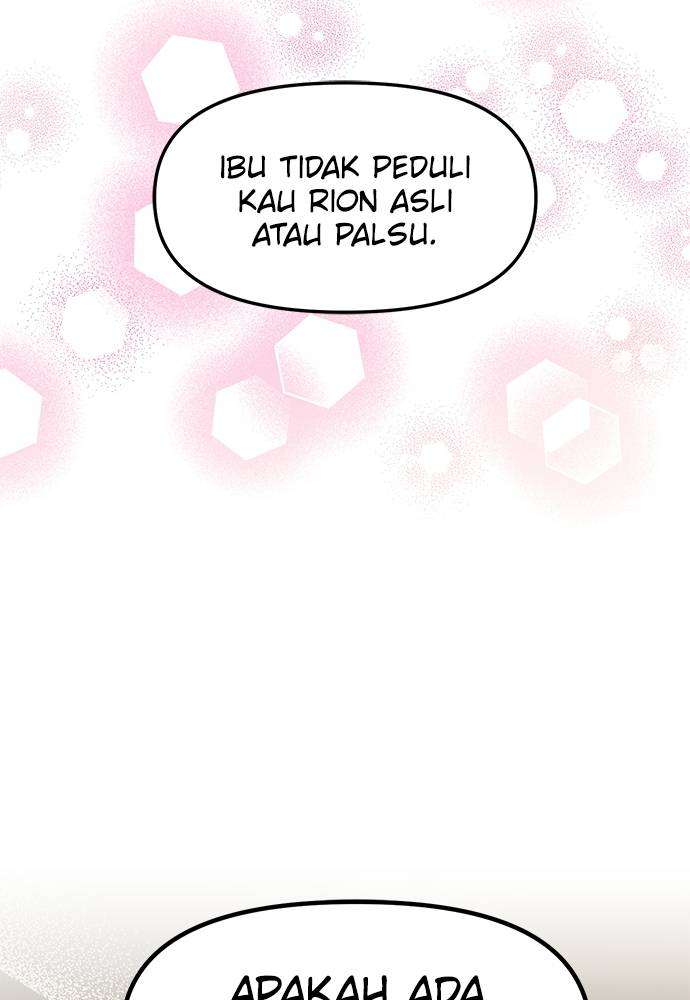 IBU TIDAK PEDULI
KAU RION ASLI
ATAU PALSU.
APAKAH ADA